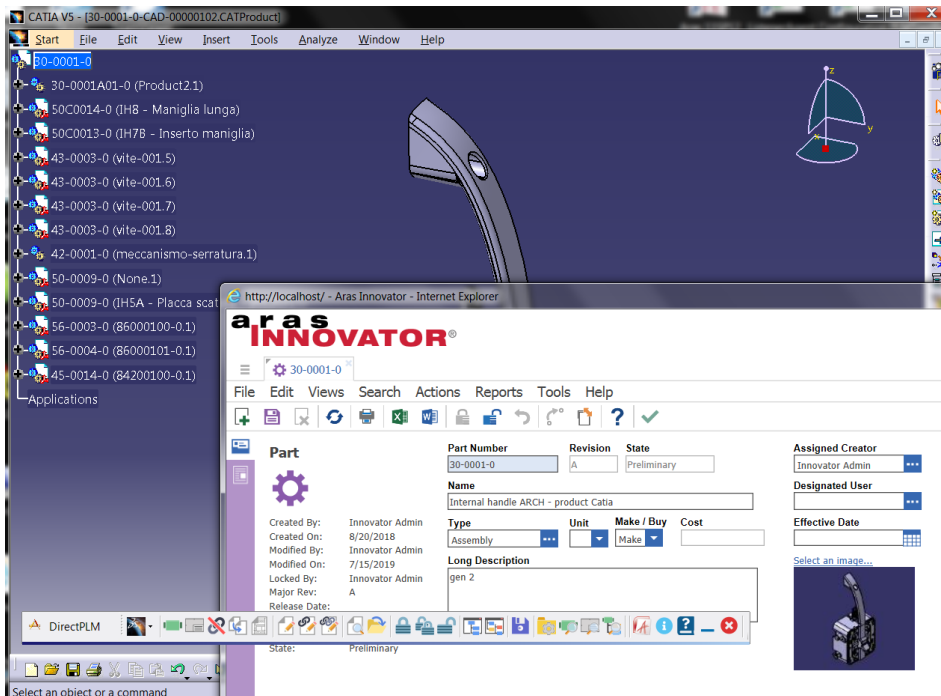 CATIA V5 - [30-0001-0-CAD-00000102.CATProduct]
Start File Edit View Insert Tools Analyze Window Help
30-0001-0
30-0001A01-0 (Product2.1)
50C0014-0 (IH8 - Maniglia lunga)
50C0013-0 (IH7B - Inserto maniglia)
43-0003-0 (vite-001.5)
43-0003-0 (vite-001.6)
43-0003-0 (vite-001.7)
43-0003-0 (vite-001.8)
42-0001-0 (meccanismo-serratura.1)
50-0009-0 (None.1)
50-0009-0 (IH5A - Placca scat
56-0003-0 (86000100-0.1)
56-0004-0 (86000101-0.1)
45-0014-0 (84200100-0.1)
Applications
z
y
x
http://localhost/ - Aras Innovator - Internet Explorer
aras
INNOVATOR®
30-0001-0
File Edit Views Search Actions Reports Tools Help
Part
Part Number Revision State Assigned Creator
30-0001-0 A Preliminary Innovator Admin
Name Designated User
Internal handle ARCH - product Catia
Created By: Innovator Admin
Created On: 8/20/2018
Modified By: Innovator Admin
Modified On: 7/15/2019
Locked By: Innovator Admin
Major Rev: A
Release Date:
Type Unit Make / Buy Cost Effective Date
Assembly Make
Long Description Select an image...
gen 2
DirectPLM
State: Preliminary
Select an object or a command